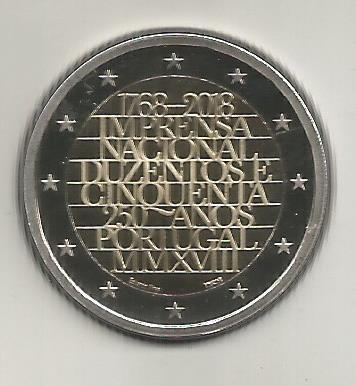 1768–2018
IMPRENSA
NACIONAL
DUZENTOS E
CINQUENTA
250 ANOS
PORTUGAL
MMXVIII